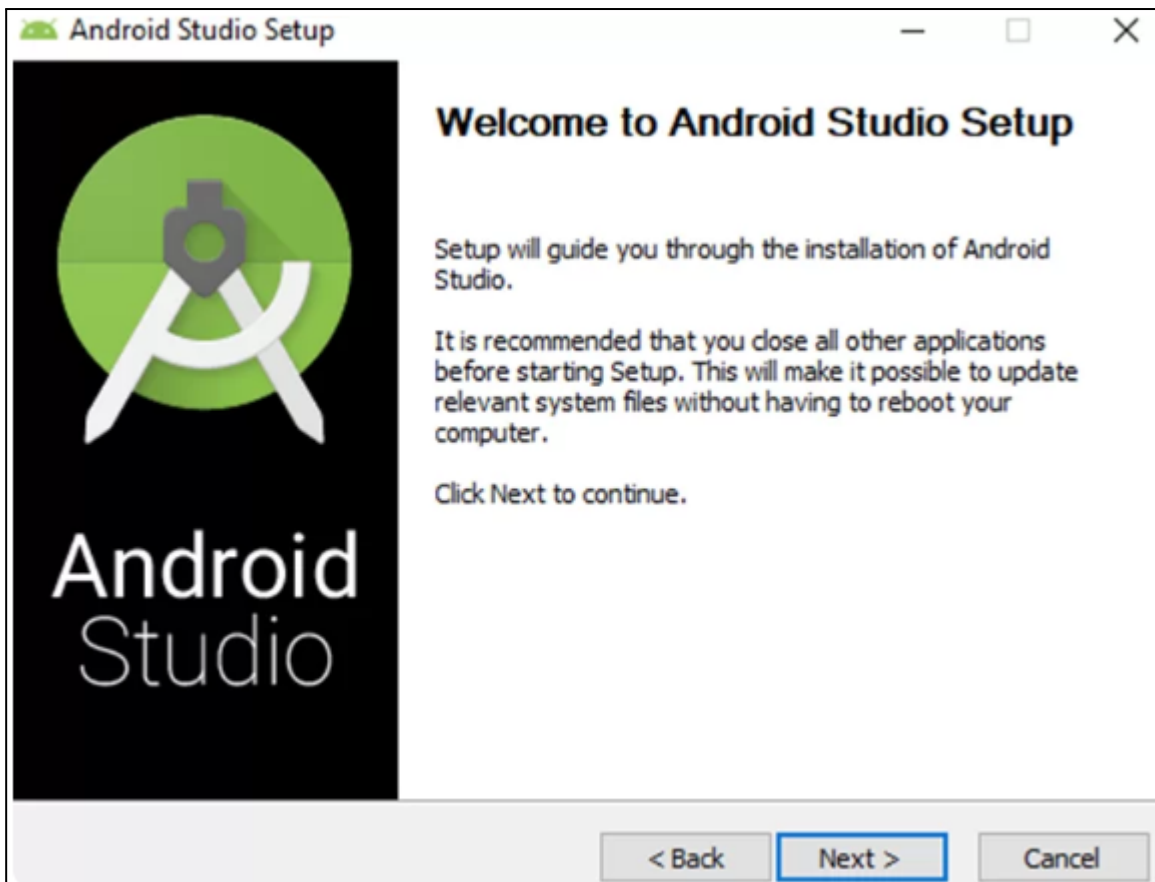 Android Studio Setup
Welcome to Android Studio Setup
Setup will guide you through the installation of Android
Studio.
It is recommended that you close all other applications
before starting Setup. This will make it possible to update
relevant system files without having to reboot your
computer.
Click Next to continue.
Android
Studio
< Back Next > Cancel